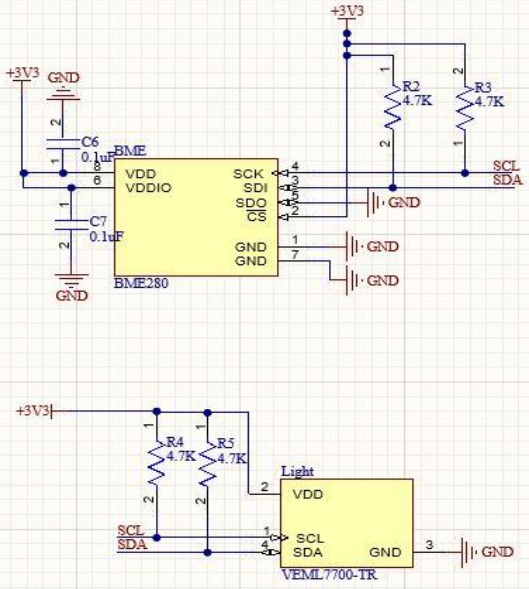 +3V3
+3V3
GND
2
C6
0.1uF
1
1
R2
4.7K
2
2
R3
4.7K
1
BME
8
VDD
6
VDDIO
SCK
4
SCL
SDI
3
SDA
SDO
5
GND
CS
2
1
C7
0.1uF
2
GND
GND
1
GND
GND
7
GND
BME280
+3V3
1
R4
4.7K
2
1
R5
4.7K
2
Light
2
VDD
SCL
1
SCL
SDA
4
SDA
GND
3
GND
VEML7700-TR